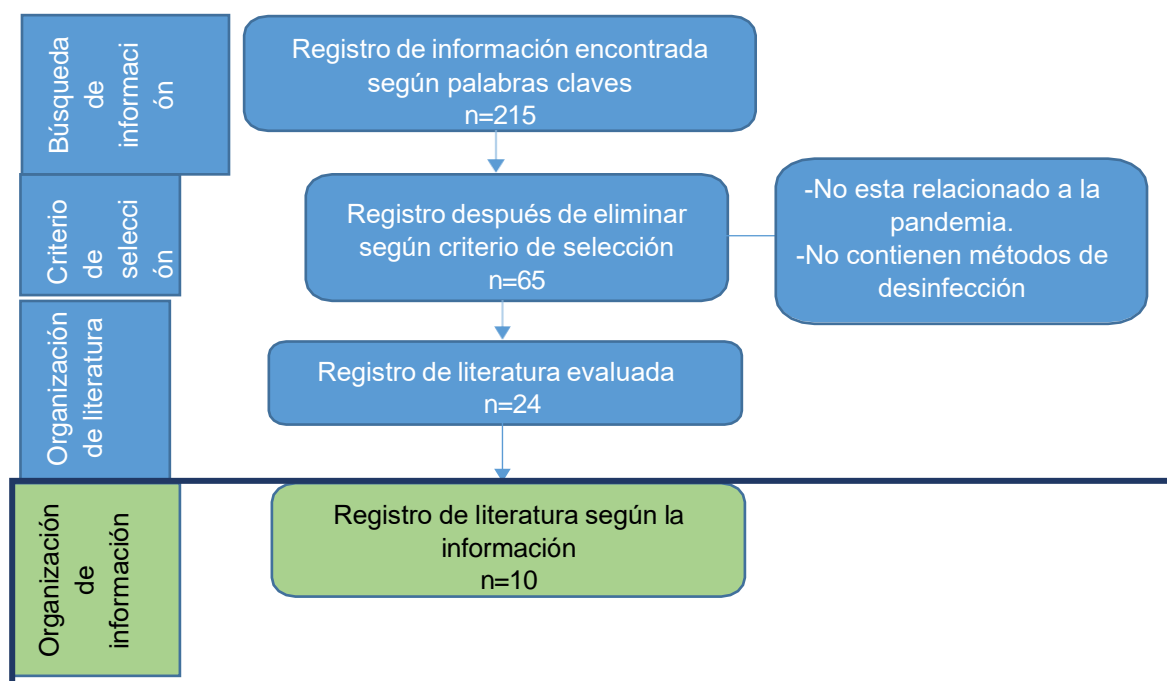 Búsqueda
de
informaci
ón
Registro de información encontrada
según palabras claves
n=215
Criterio
de
selecci
ón
Registro después de eliminar
según criterio de selección
n=65
-No esta relacionado a la
pandemia.
-No contienen métodos de
desinfección
Organización
de literatura
Registro de literatura evaluada
n=24
Organización
de
información
Registro de literatura según la
información
n=10